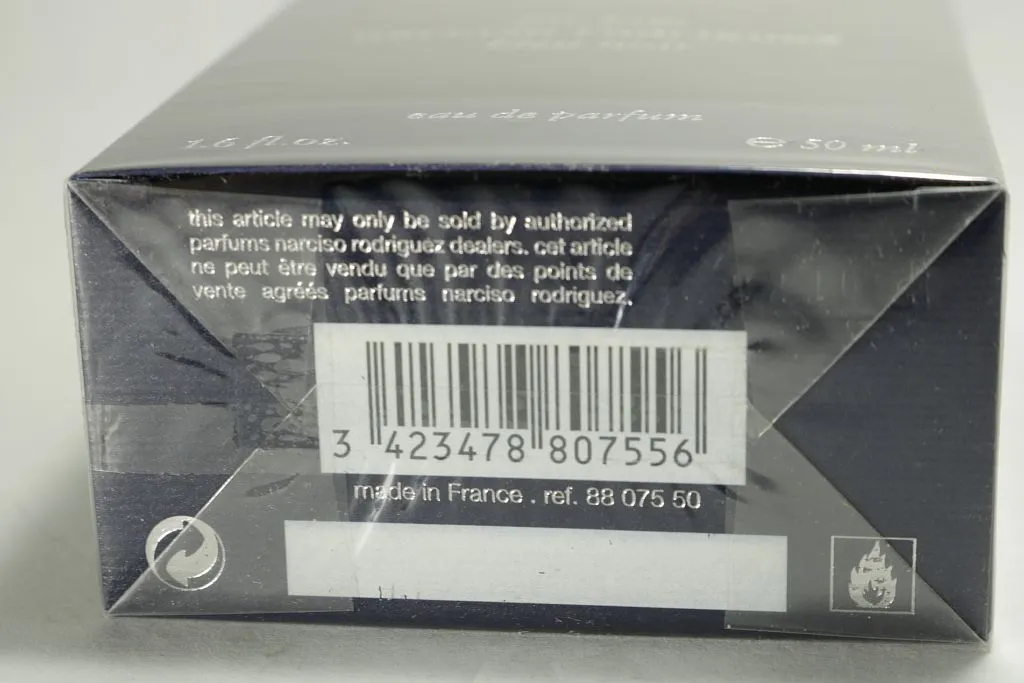 eau de parfum
1.6 fl. oz. e 50 ml
this article may only be sold by authorized
parfums narciso rodriguez dealers. cet article
ne peut être vendu que par des points de
vente agréés parfums narciso rodriguez.
3 423478 807556
made in France . ref. 88 075 50